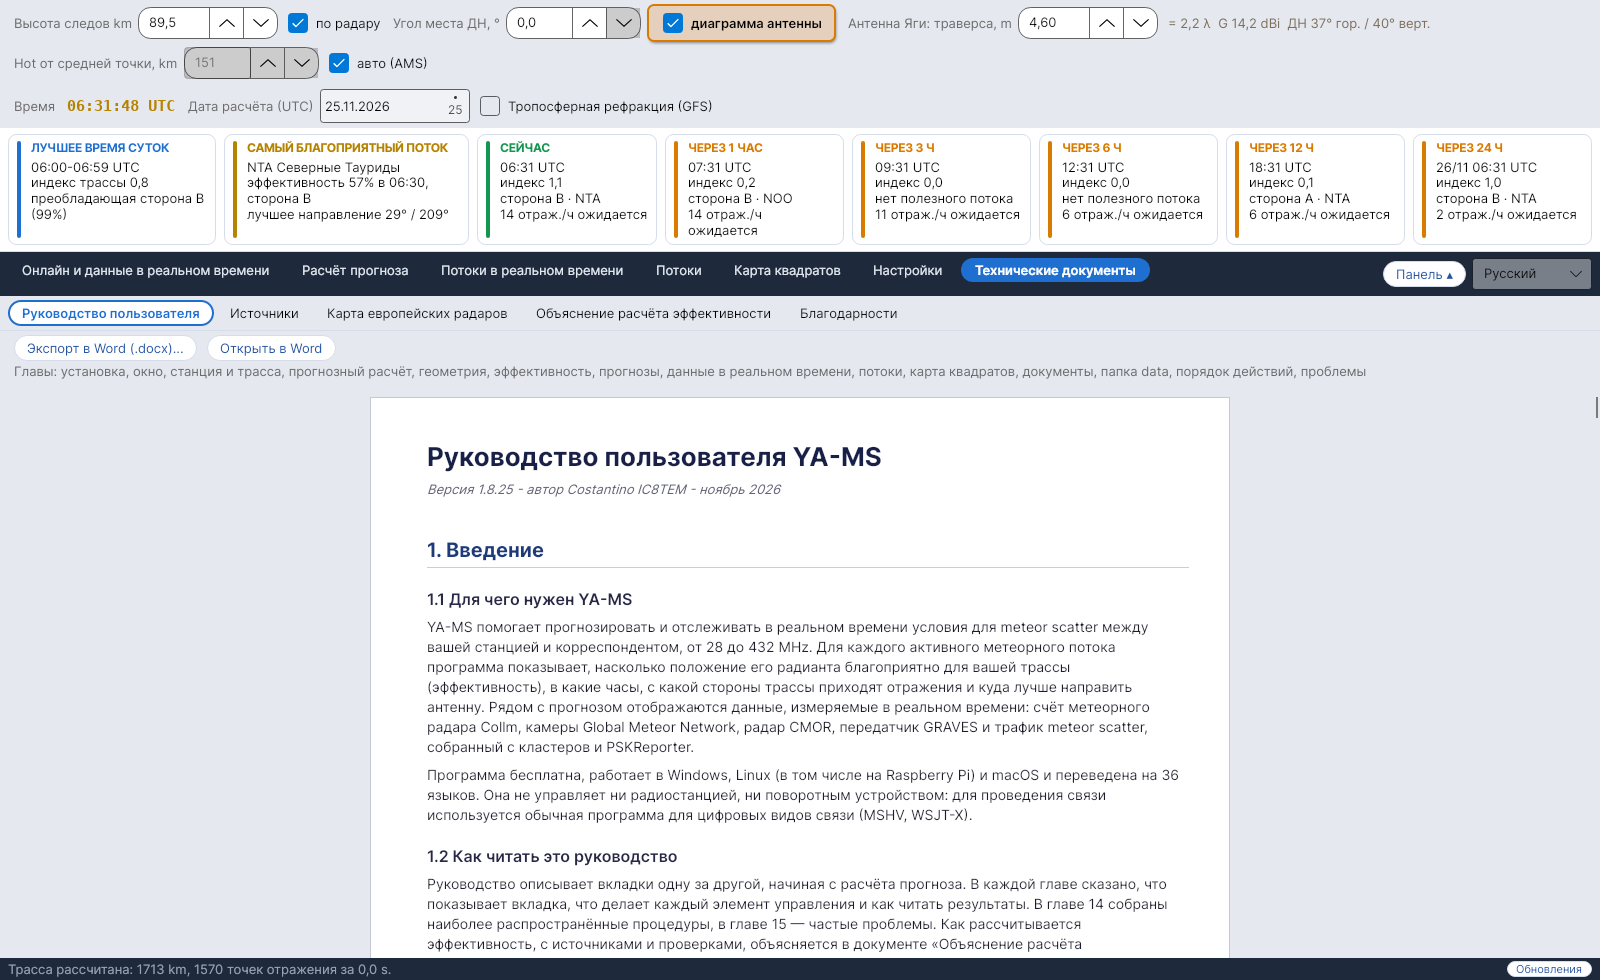 Высота следов km 89,5 по радару Угол места ДН, ° 0,0 диаграмма антенны Антенна Яги: траверса, m 4,60 = 2,2 λ G 14,2 dBi ДН 37° гор. / 40° верт.
Hot от средней точки, km 151 авто (AMS)
Время 06:31:48 UTC Дата расчёта (UTC) 25.11.2026 25 Тропосферная рефракция (GFS)
ЛУЧШЕЕ ВРЕМЯ СУТОК
06:00-06:59 UTC
индекс трассы 0,8
преобладающая сторона B
(99%)
САМЫЙ БЛАГОПРИЯТНЫЙ ПОТОК
NTA Северные Тауриды
эффективность 57% в 06:30,
сторона B
лучшее направление 29° / 209°
СЕЙЧАС
06:31 UTC
индекс 1,1
сторона B · NTA
14 отраж./ч ожидается
ЧЕРЕЗ 1 ЧАС
07:31 UTC
индекс 0,2
сторона B · NOO
14 отраж./ч
ожидается
ЧЕРЕЗ 3 Ч
09:31 UTC
индекс 0,0
нет полезного потока
11 отраж./ч ожидается
ЧЕРЕЗ 6 Ч
12:31 UTC
индекс 0,0
нет полезного потока
6 отраж./ч ожидается
ЧЕРЕЗ 12 Ч
18:31 UTC
индекс 0,1
сторона A · NTA
6 отраж./ч ожидается
ЧЕРЕЗ 24 Ч
26/11 06:31 UTC
индекс 1,0
сторона B · NTA
2 отраж./ч ожидается
Онлайн и данные в реальном времени Расчёт прогноза Потоки в реальном времени Потоки Карта квадратов Настройки Технические документы Панель ▴ Русский
Руководство пользователя Источники Карта европейских радаров Объяснение расчёта эффективности Благодарности
Экспорт в Word (.docx)... Открыть в Word
Главы: установка, окно, станция и трасса, прогнозный расчёт, геометрия, эффективность, прогнозы, данные в реальном времени, потоки, карта квадратов, документы, папка data, порядок действий, проблемы
Руководство пользователя YA-MS
Версия 1.8.25 - автор Costantino IC8TEM - ноябрь 2026
1. Введение
1.1 Для чего нужен YA-MS
YA-MS помогает прогнозировать и отслеживать в реальном времени условия для meteor scatter между
вашей станцией и корреспондентом, от 28 до 432 MHz. Для каждого активного метеорного потока
программа показывает, насколько положение его радианта благоприятно для вашей трассы
(эффективность), в какие часы, с какой стороны трассы приходят отражения и куда лучше направить
антенну. Рядом с прогнозом отображаются данные, измеряемые в реальном времени: счёт метеорного
радара Collm, камеры Global Meteor Network, радар CMOR, передатчик GRAVES и трафик meteor scatter,
собранный с кластеров и PSKReporter.
Программа бесплатна, работает в Windows, Linux (в том числе на Raspberry Pi) и macOS и переведена на 36
языков. Она не управляет ни радиостанцией, ни поворотным устройством: для проведения связи
используется обычная программа для цифровых видов связи (MSHV, WSJT-X).
1.2 Как читать это руководство
Руководство описывает вкладки одну за другой, начиная с расчёта прогноза. В каждой главе сказано, что
показывает вкладка, что делает каждый элемент управления и как читать результаты. В главе 14 собраны
наиболее распространённые процедуры, в главе 15 — частые проблемы. Как рассчитывается
эффективность, с источниками и проверками, объясняется в документе «Объяснение расчёта
Трасса рассчитана: 1713 km, 1570 точек отражения за 0,0 s. Обновления